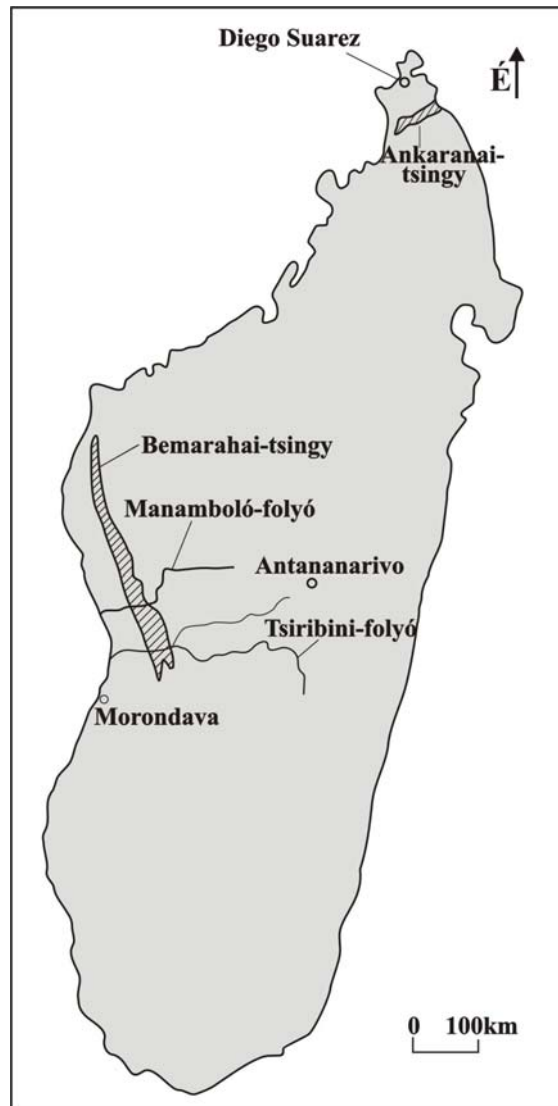 Diego Suarez
É
Ankaranai-
tsingy
Bemarahai-tsingy
Manamboló-folyó
Antananarivo
Tsiribini-folyó
Morondava
0 100km